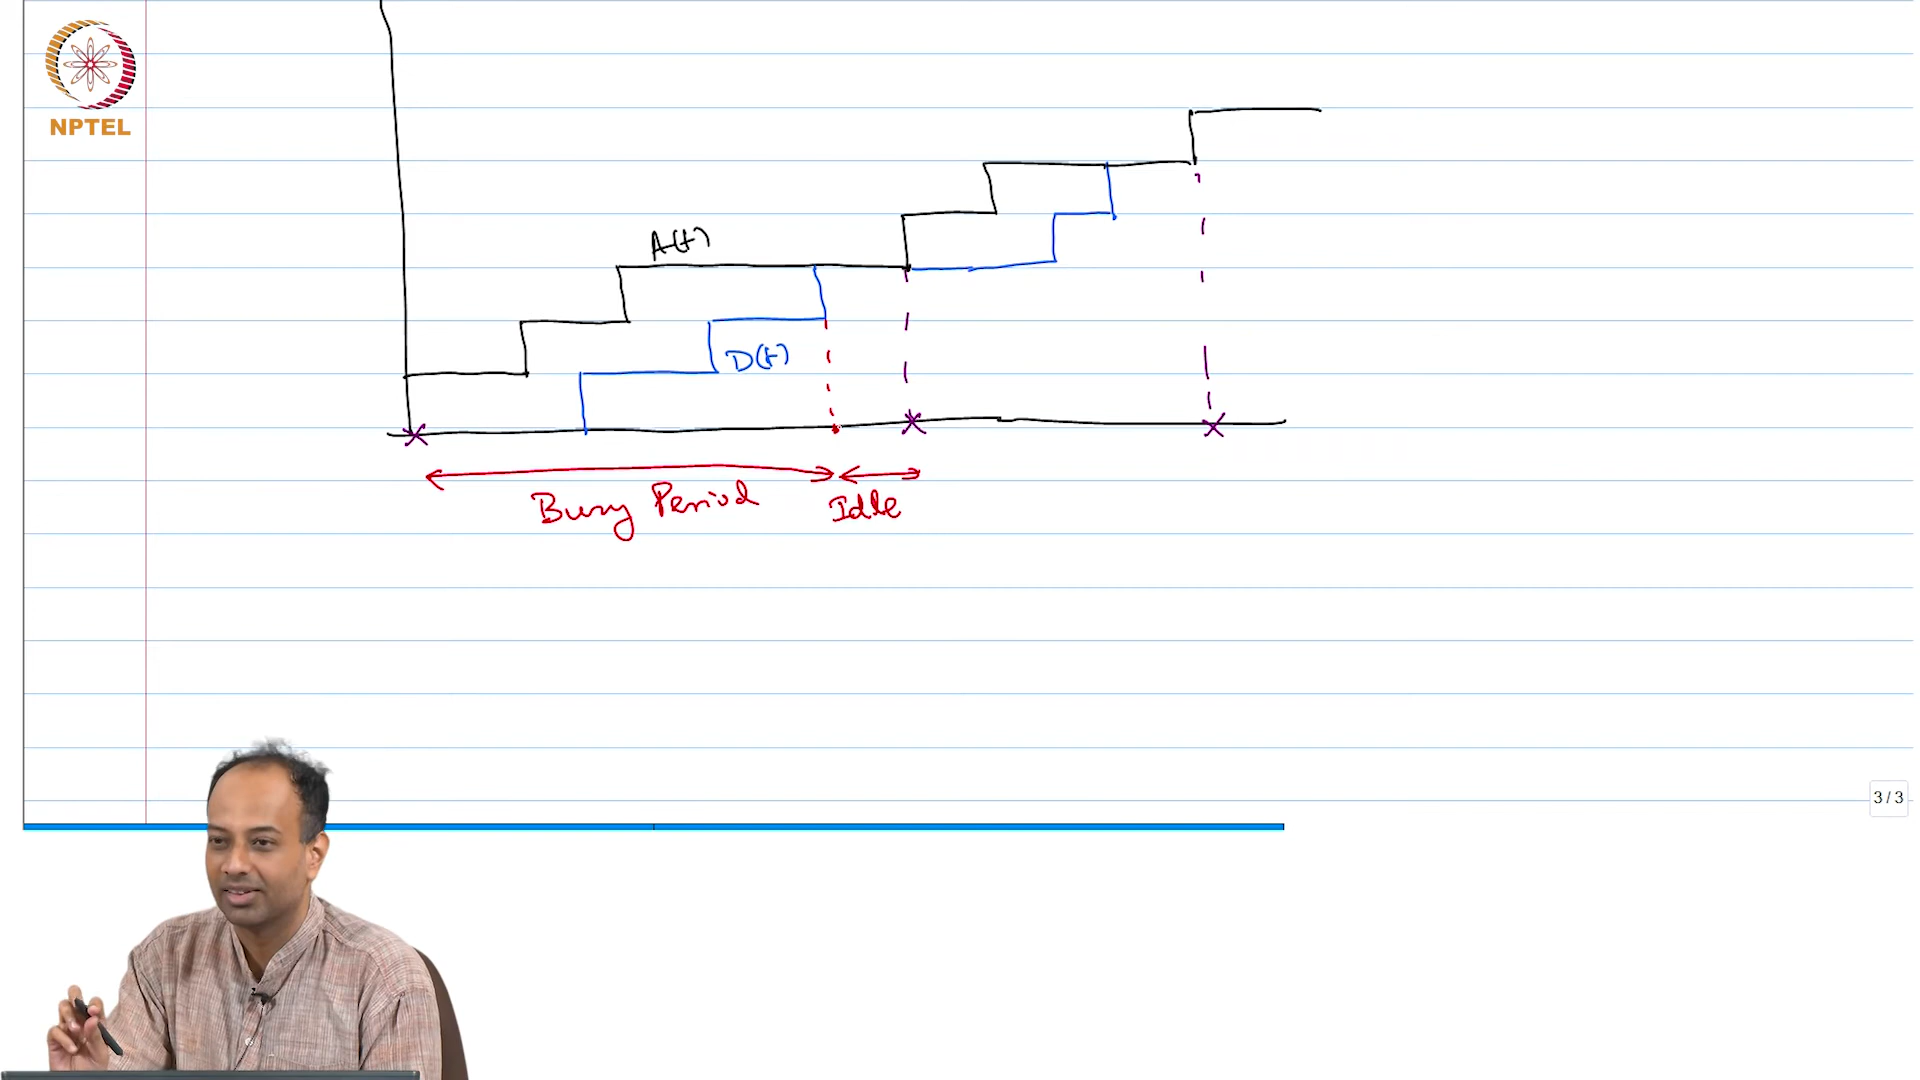 NPTEL
A(t)
D(t)
Busy Period
Idle
3 / 3